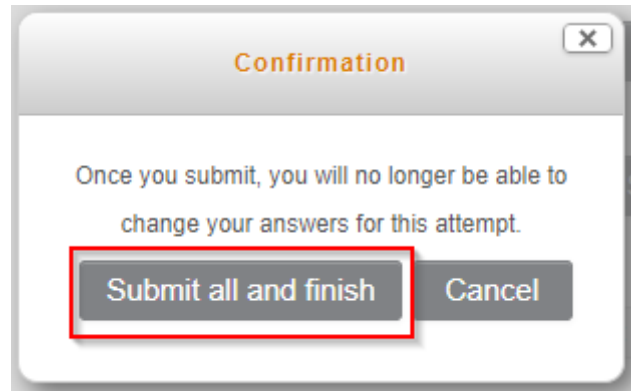 Confirmation
Once you submit, you will no longer be able to
change your answers for this attempt.
Submit all and finish
Cancel